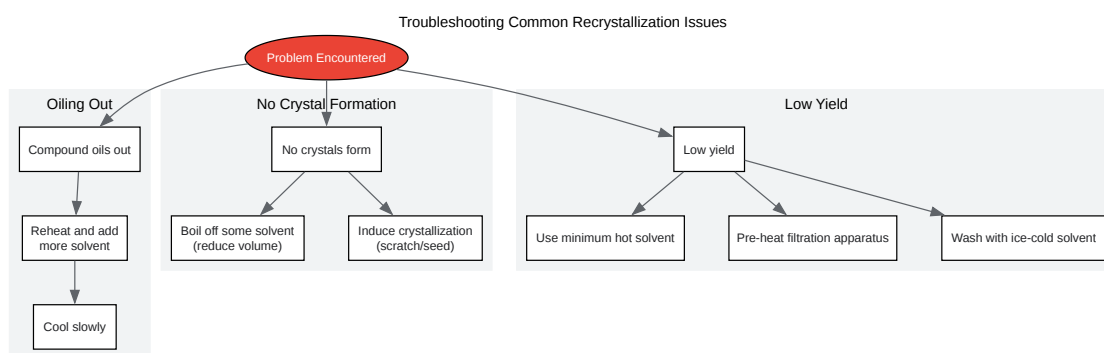 Troubleshooting Common Recrystallization Issues
Problem Encountered
Oiling Out
Compound oils out
Reheat and add
more solvent
Cool slowly
No Crystal Formation
No crystals form
Boil off some solvent
(reduce volume)
Induce crystallization
(scratch/seed)
Low Yield
Low yield
Use minimum hot solvent
Pre-heat filtration apparatus
Wash with ice-cold solvent